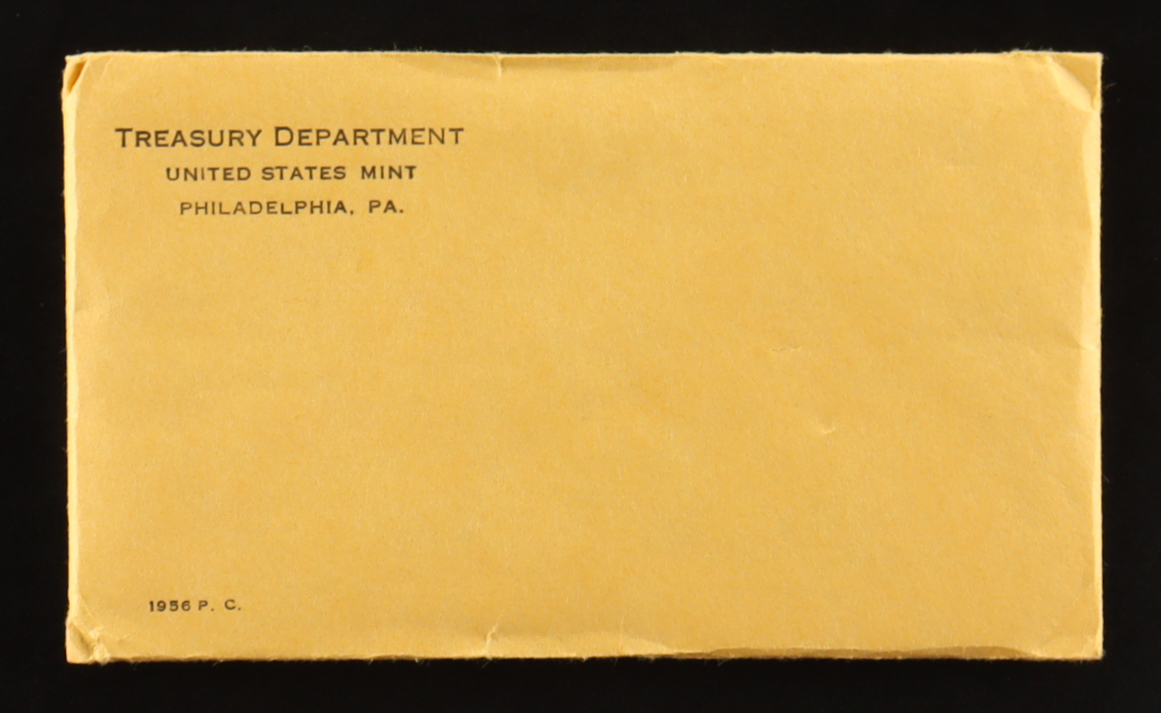 TREASURY DEPARTMENT
UNITED STATES MINT
PHILADELPHIA, PA.
1956 P. C.